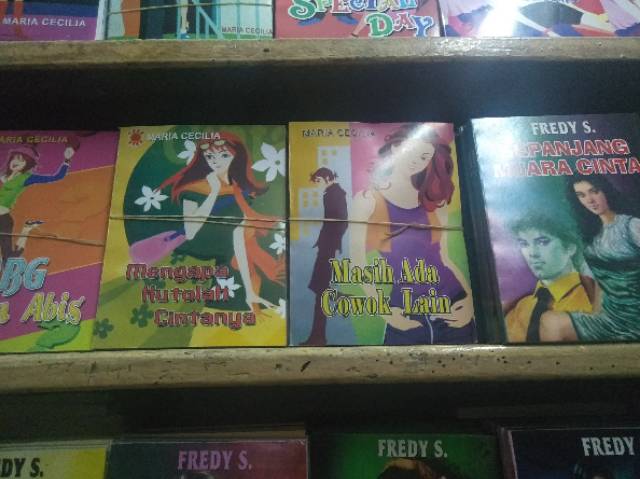 MARIA CECILIA
MARIA CECILIA
SPECIAL
DAY
MARIA CECILIA
ABG
Abis
MARIA CECILIA
Mengapa
Kutolak
Cintanya
MARIA CECILIA
Masih Ada
Cowok Lain
FREDY S.
SEPANJANG
MUARA CINTA
DY S.
FREDY S.
FREDY S.
FREDY